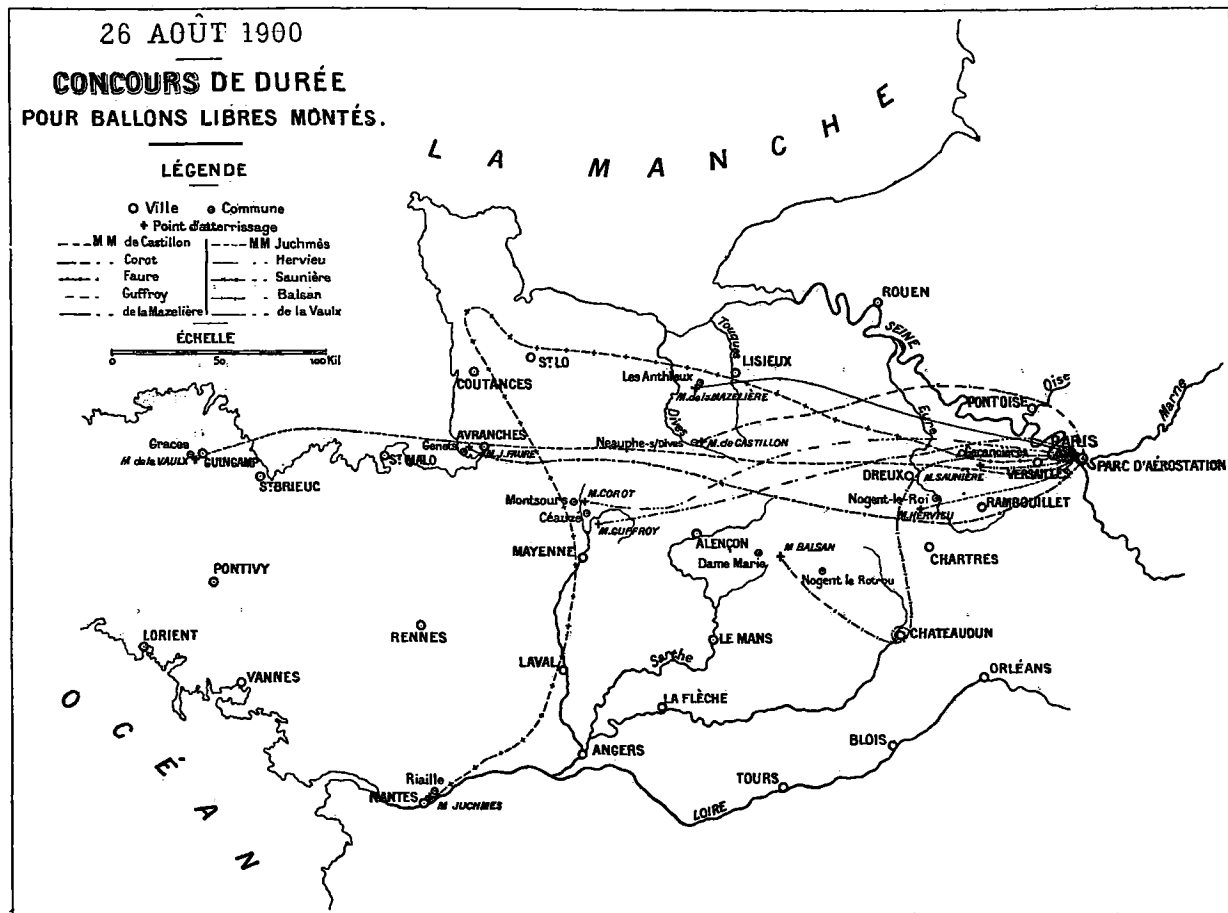 26 AOÛT 1900
CONCOURS DE DURÉE
POUR BALLONS LIBRES MONTÉS.
LÉGENDE
Ville
Commune
Point d'atterrissage
MM de Castillon
Corot
Faure
Guffroy
de la Mazelière
MM Juchmès
Hervieu
Saunière
Balsan
de la Vaulx
ÉCHELLE
0 50 100 Kil
LA MANCHE
ROUEN
SEINE
Touques
LISIEUX
Les Anthieux
M. de la MAZELIÈRE
Dives
ST LO
COUTANCES
PONTOISE
Oise
Marne
Eure
PARIS
PARC D'AÉROSTATION
VERSAILLES
M. SAUNIÈRE
DREUX
Nogent-le-Roi
M. HERVIEU
RAMBOUILLET
CHARTRES
Neauphe-s/dives
M. de CASTILLON
AVRANCHES
Genets
M. J. FAURE
ST MALO
Graces
M. de la VAULX
GUINGAMP
ST BRIEUC
Montsours
M. COROT
Céauze
M. GUFFROY
MAYENNE
ALENÇON
Dame Marie
M BALSAN
Nogent le Rotrou
PONTIVY
LORIENT
VANNES
RENNES
LAVAL
LE MANS
Sarthe
CHATEAUDUN
ORLÉANS
LA FLÈCHE
ANGERS
BLOIS
TOURS
LOIRE
Riaille
NANTES
M JUCHMÈS
OCÉAN